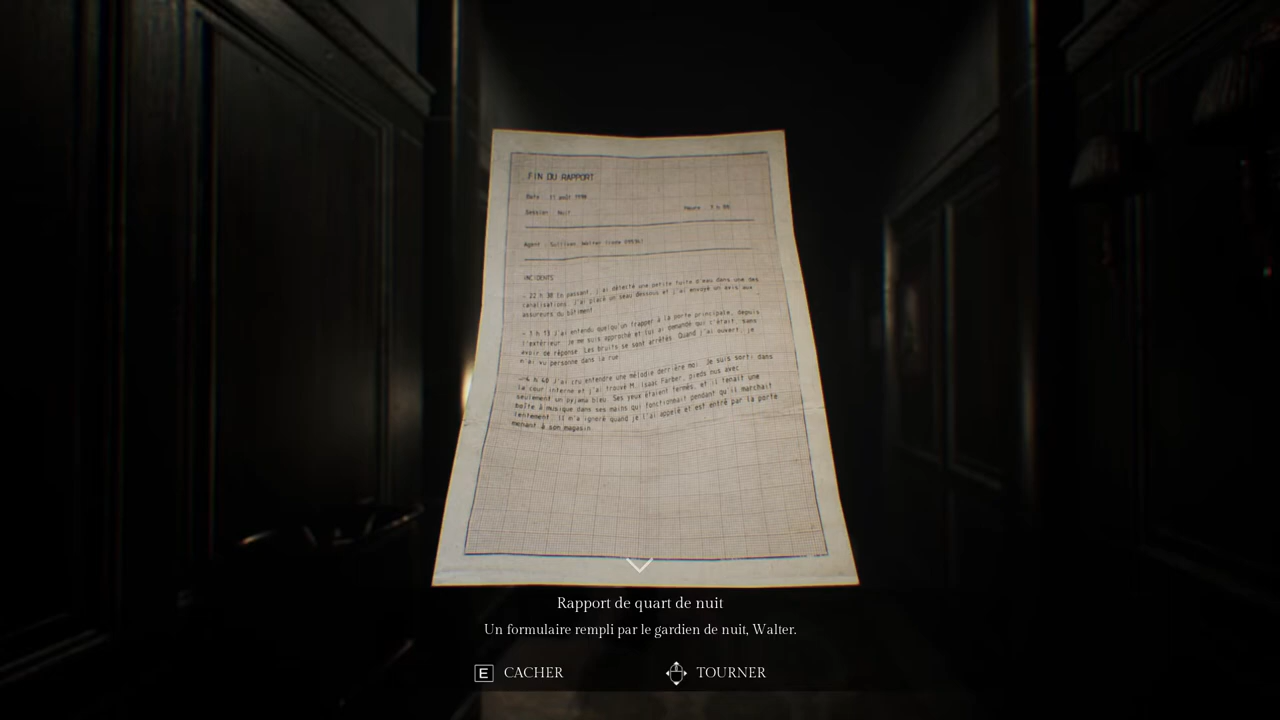 FIN DU RAPPORT
Date : 11 août 1998
Session : Nuit
Heure : 7 h 00
Agent : Sullivan, Walter (code
INCIDENTS
- 22 h 30 En passant, j'ai détecté une petite fuite d'eau dans une des
canalisations. J'ai placé un seau dessous et j'ai envoyé un avis aux
assureurs du bâtiment.
h 13 J'ai entendu quelqu'un frapper à la porte principale, depuis
l'extérieur. Je me suis approché et lui ai demandé qui c'était, sans
avoir de réponse. Les bruits se sont arrêtés. Quand j'ai ouvert, je
n'ai vu personne dans la rue.
h 40 J'ai cru entendre une mélodie derrière moi. Je suis sorti dans
la cour interne et j'ai trouvé M. Isaac Farber, pieds nus avec
seulement un pyjama bleu. Ses yeux étaient fermés, et il tenait une
boîte à musique dans ses mains qui fonctionnait pendant qu'il marchait
lentement. Il m'a ignoré quand je l'ai appelé et est entré par la porte
menant à son magasin.
Rapport de quart de nuit
Un formulaire rempli par le gardien de nuit, Walter.
E CACHER
TOURNER